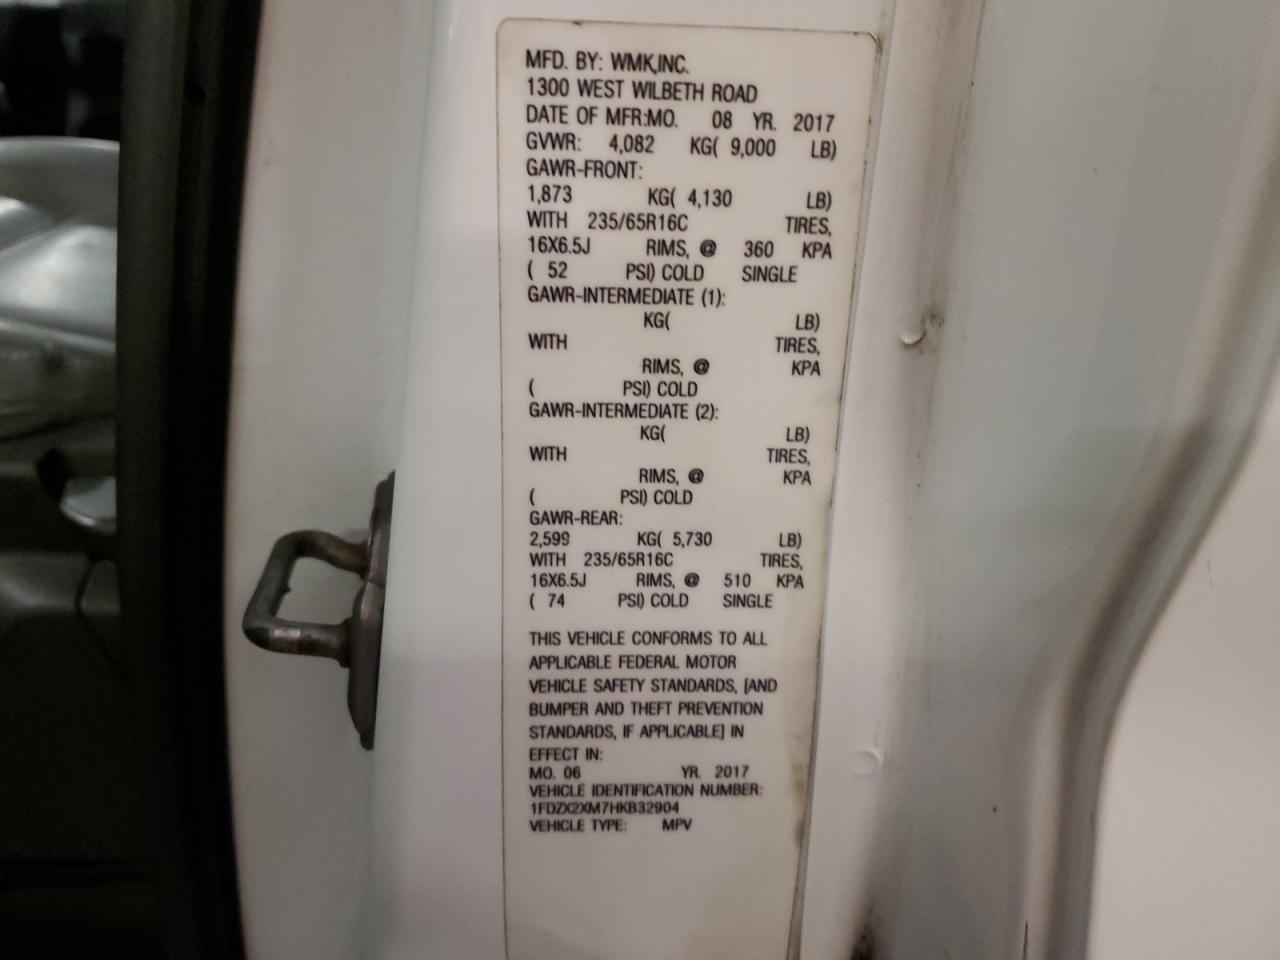 MFD. BY: WMK,INC.
1300 WEST WILBETH ROAD
DATE OF MFR:MO. 08 YR. 2017
GVWR: 4,082 KG( 9,000 LB)
GAWR-FRONT:
1,873 KG( 4,130 LB)
WITH 235/65R16C TIRES,
16X6.5J RIMS, @ 360 KPA
( 52 PSI) COLD SINGLE
GAWR-INTERMEDIATE (1):
KG( LB)
WITH TIRES,
RIMS, @ KPA
( PSI) COLD
GAWR-INTERMEDIATE (2):
KG( LB)
WITH TIRES,
RIMS, @ KPA
( PSI) COLD
GAWR-REAR:
2,599 KG( 5,730 LB)
WITH 235/65R16C TIRES,
16X6.5J RIMS, @ 510 KPA
( 74 PSI) COLD SINGLE
THIS VEHICLE CONFORMS TO ALL
APPLICABLE FEDERAL MOTOR
VEHICLE SAFETY STANDARDS, [AND
BUMPER AND THEFT PREVENTION
STANDARDS, IF APPLICABLE] IN
EFFECT IN:
MO. 06 YR. 2017
VEHICLE IDENTIFICATION NUMBER:
1FDZX2XM7HKB32904
VEHICLE TYPE: MPV